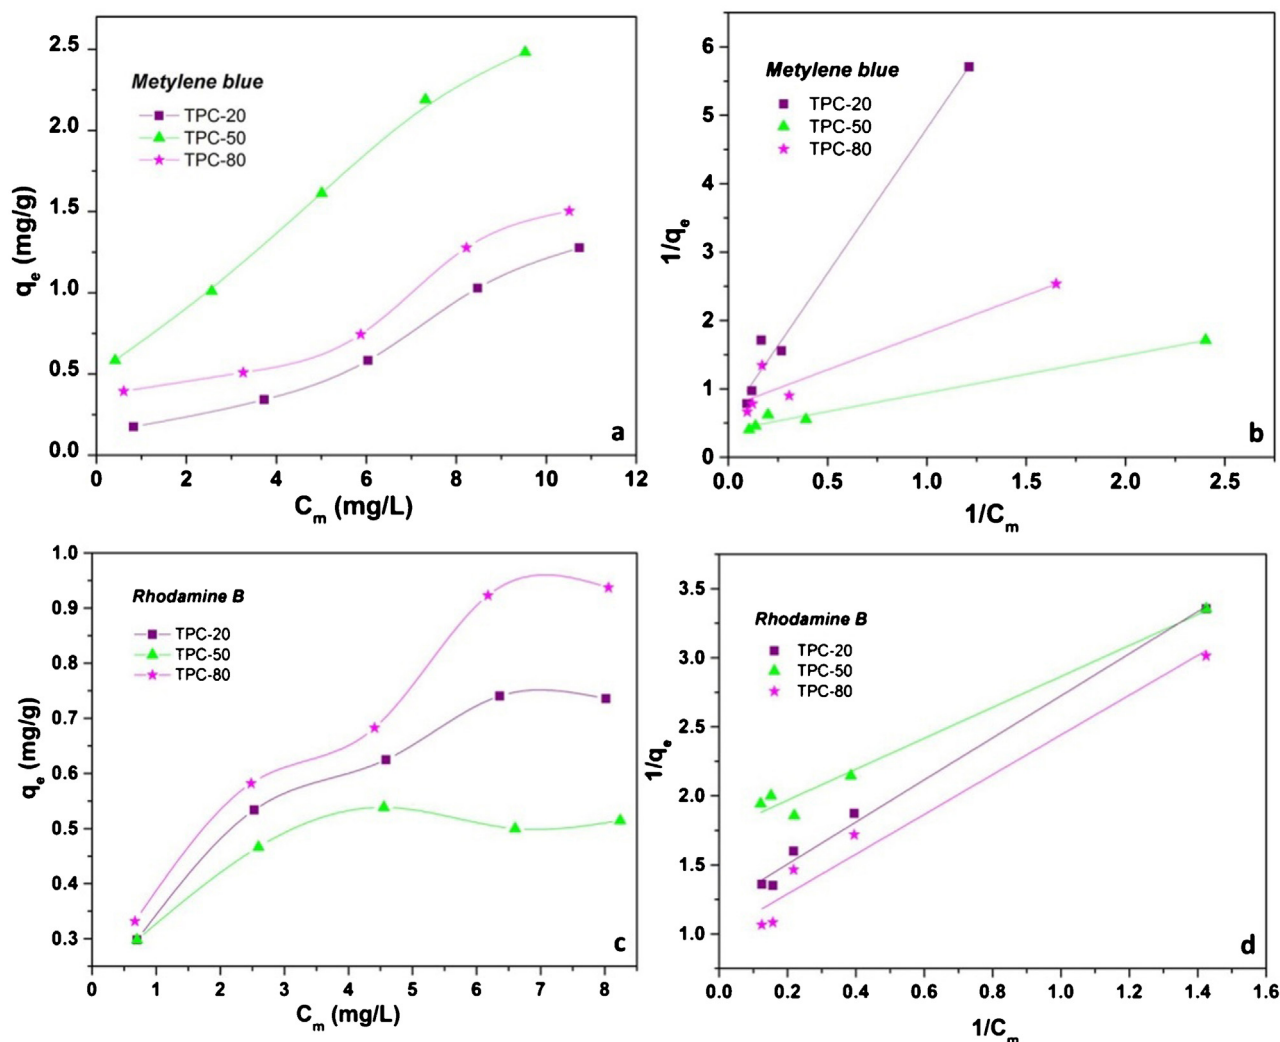 Metylene blue
TPC-20
TPC-50
TPC-80
2.5
2.0
1.5
1.0
0.5
0.0
qe (mg/g)
0 2 4 6 8 10 12
Cm (mg/L)
a
Metylene blue
TPC-20
TPC-50
TPC-80
6
5
4
3
2
1
0
1/qe
0.0 0.5 1.0 1.5 2.0 2.5
1/Cm
b
Rhodamine B
TPC-20
TPC-50
TPC-80
1.0
0.9
0.8
0.7
0.6
0.5
0.4
0.3
qe (mg/g)
0 1 2 3 4 5 6 7 8
Cm (mg/L)
c
Rhodamine B
TPC-20
TPC-50
TPC-80
3.5
3.0
2.5
2.0
1.5
1.0
1/qe
0.0 0.2 0.4 0.6 0.8 1.0 1.2 1.4 1.6
1/Cm
d